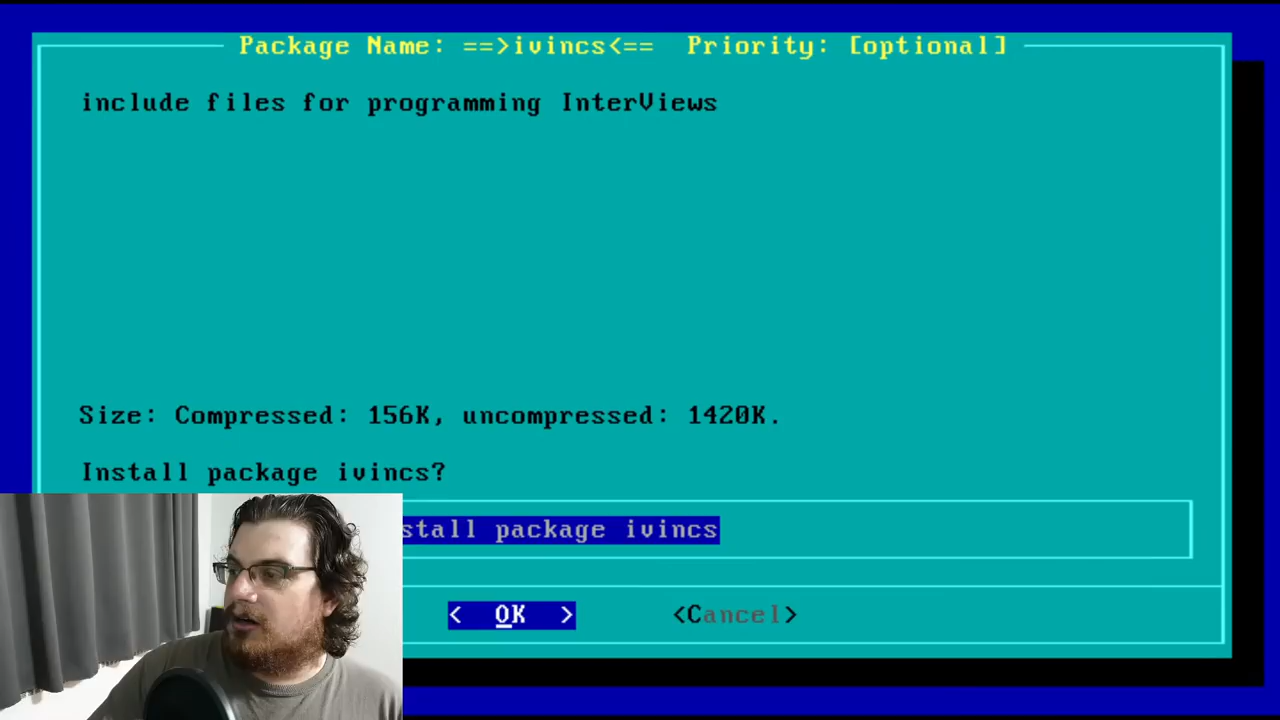 Package Name: ==>ivincs<== Priority: [optional]
include files for programming InterViews
Size: Compressed: 156K, uncompressed: 1420K.
Install package ivincs?
stall package ivincs
< OK > <Cancel>